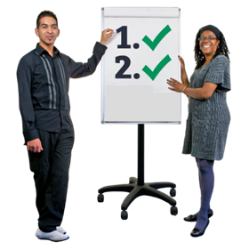 1. ✓
2. ✓